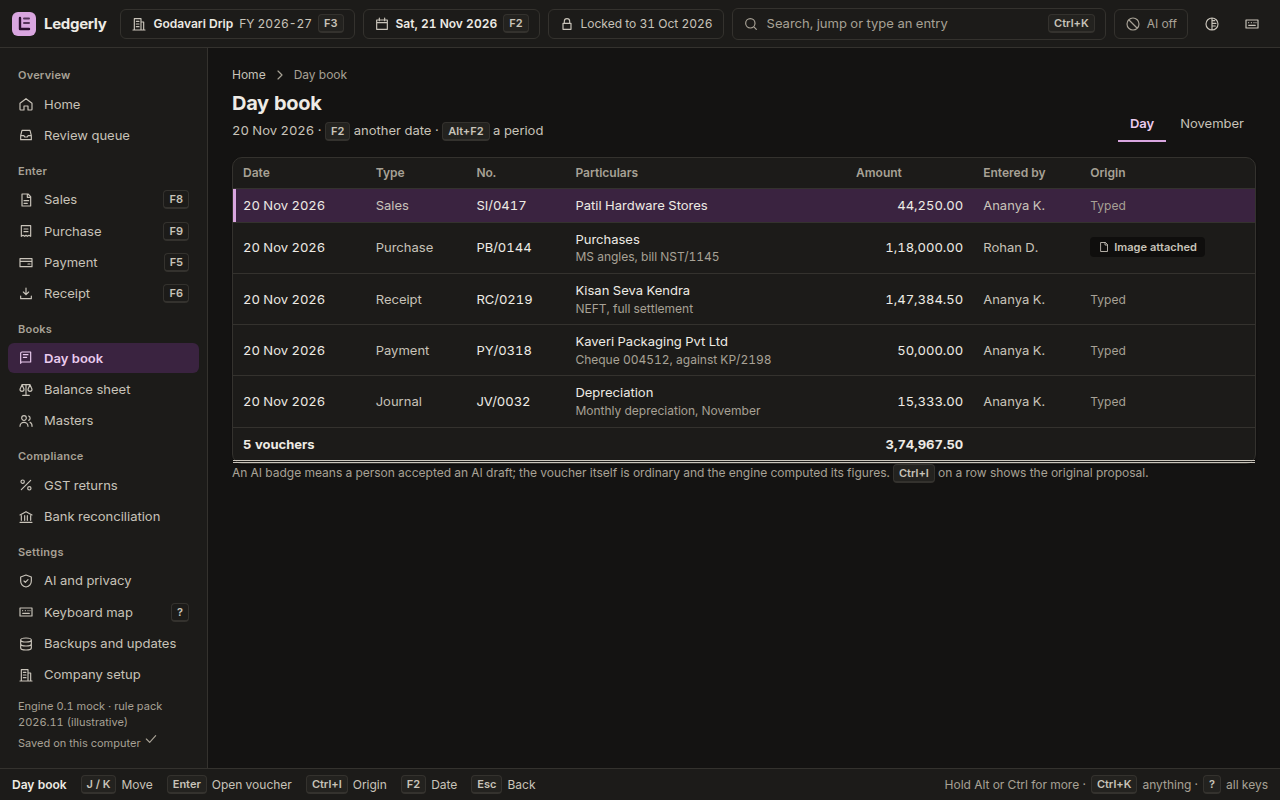 Ledgerly
Godavari Drip FY 2026-27 F3
Sat, 21 Nov 2026 F2
Locked to 31 Oct 2026
Search, jump or type an entry Ctrl+K
AI off
Overview
Home
Review queue
Enter
Sales F8
Purchase F9
Payment F5
Receipt F6
Books
Day book
Balance sheet
Masters
Compliance
GST returns
Bank reconciliation
Settings
AI and privacy
Keyboard map ?
Backups and updates
Company setup
Engine 0.1 mock · rule pack
2026.11 (illustrative)
Saved on this computer
Home Day book
Day book
20 Nov 2026 · F2 another date · Alt+F2 a period
Day November
Date Type No. Particulars Amount Entered by Origin
20 Nov 2026 Sales SI/0417 Patil Hardware Stores 44,250.00 Ananya K. Typed
20 Nov 2026 Purchase PB/0144 Purchases 1,18,000.00 Rohan D. Image attached
MS angles, bill NST/1145
20 Nov 2026 Receipt RC/0219 Kisan Seva Kendra 1,47,384.50 Ananya K. Typed
NEFT, full settlement
20 Nov 2026 Payment PY/0318 Kaveri Packaging Pvt Ltd 50,000.00 Ananya K. Typed
Cheque 004512, against KP/2198
20 Nov 2026 Journal JV/0032 Depreciation 15,333.00 Ananya K. Typed
Monthly depreciation, November
5 vouchers 3,74,967.50
An AI badge means a person accepted an AI draft; the voucher itself is ordinary and the engine computed its figures. Ctrl+I on a row shows the original proposal.
Day book J / K Move Enter Open voucher Ctrl+I Origin F2 Date Esc Back
Hold Alt or Ctrl for more · Ctrl+K anything · ? all keys